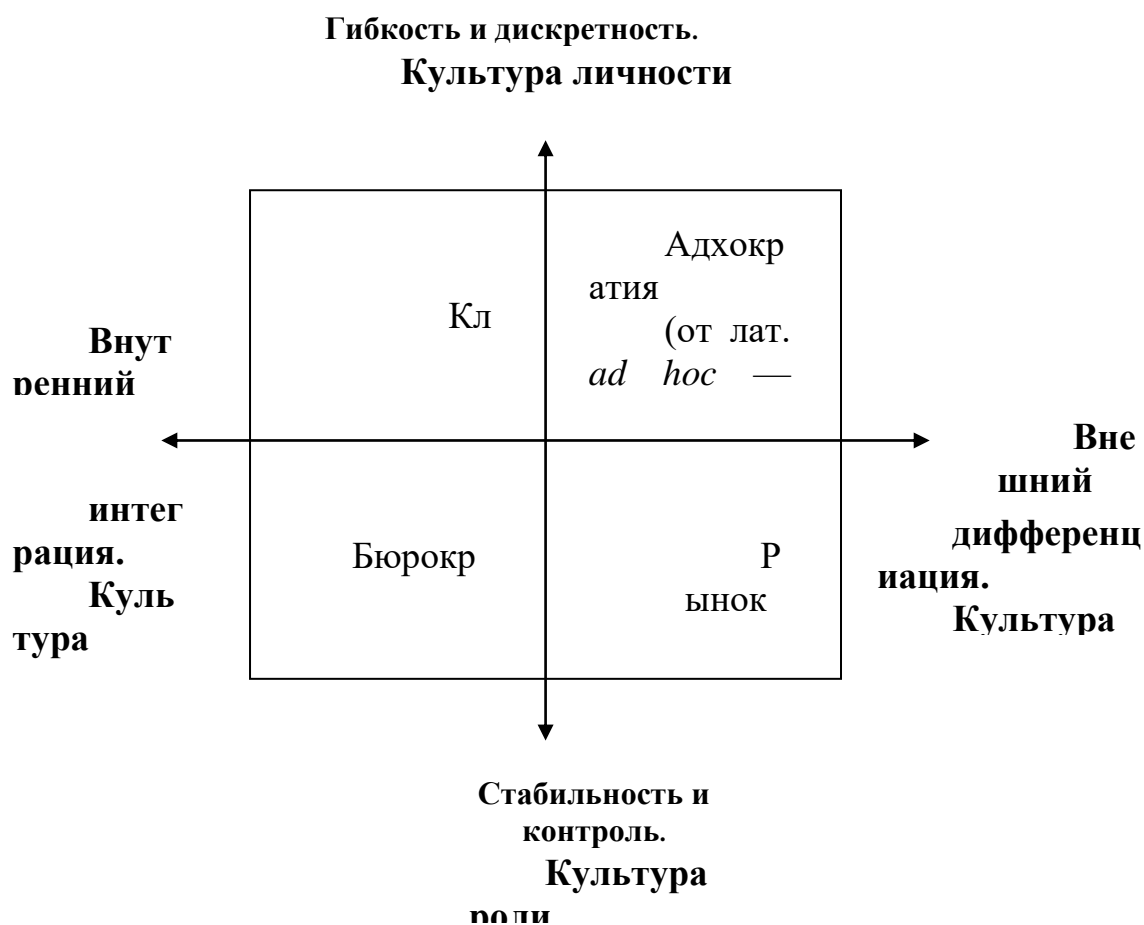 Гибкость и дискретность.
Культура личности
Адхокр
атия
(от лат.
ad hoc —
Кл
Внут
ренний
Вне
шний
интег
рация.
Куль
тура
дифференц
иация.
Культура
Бюрокр
Р
ынок
Стабильность и
контроль.
Культура
роли